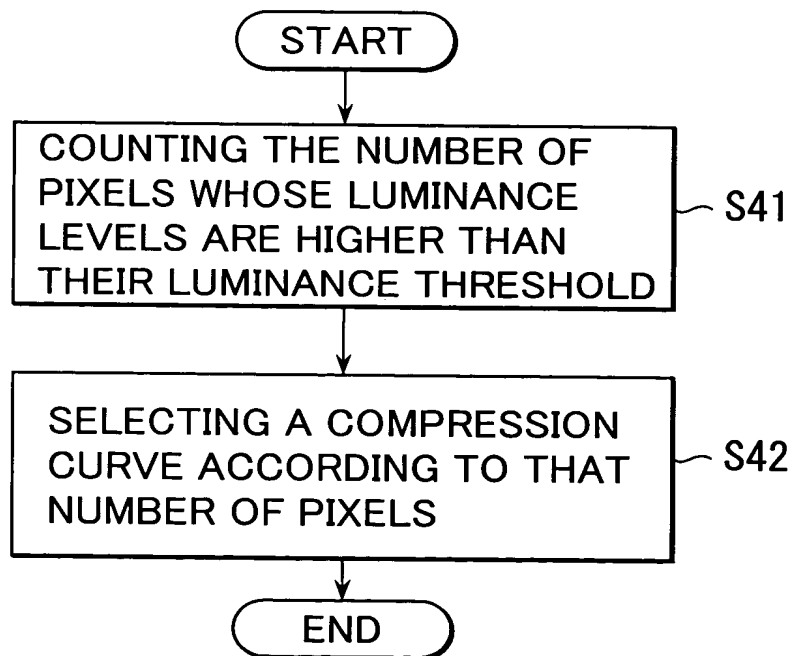 START
COUNTING THE NUMBER OF
PIXELS WHOSE LUMINANCE
LEVELS ARE HIGHER THAN
THEIR LUMINANCE THRESHOLD
S41
SELECTING A COMPRESSION
CURVE ACCORDING TO THAT
NUMBER OF PIXELS
S42
END